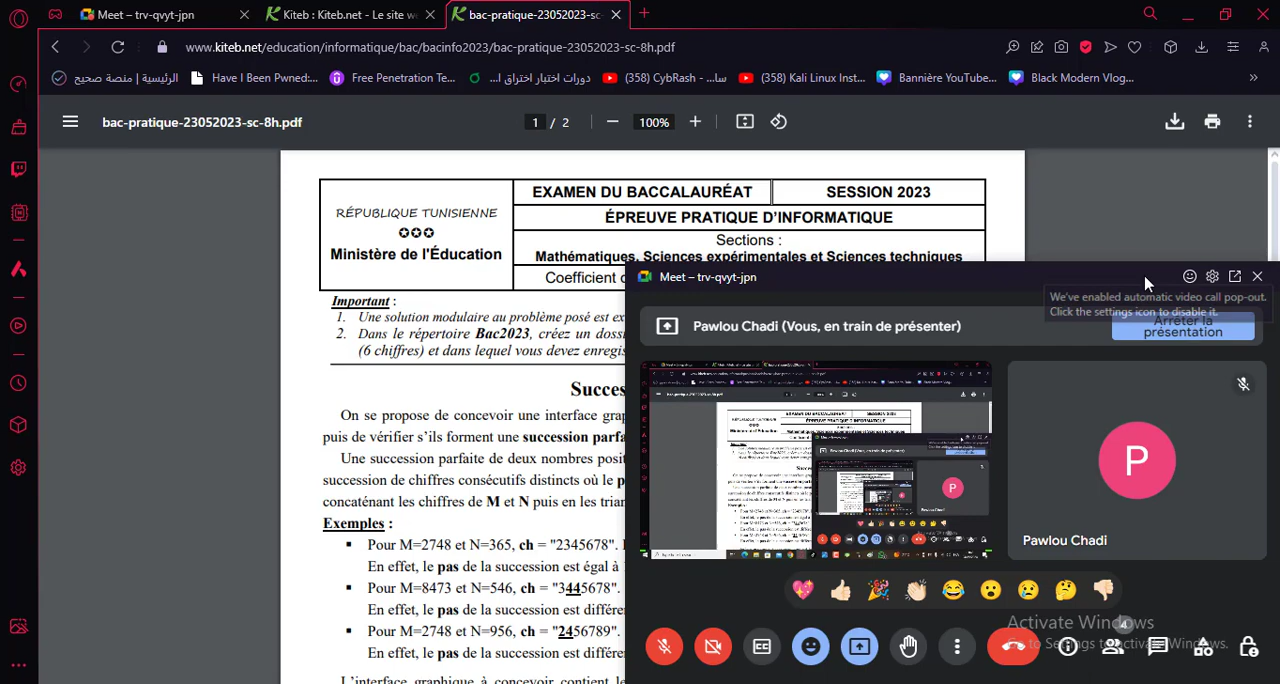 Meet – trv-qvyt-jpn
Kiteb : Kiteb.net - Le site w
bac-pratique-23052023-sc-
www.kiteb.net/education/informatique/bac/bacinfo2023/bac-pratique-23052023-sc-8h.pdf
الرئيسية | منصة صحيح
Have I Been Pwned:...
Free Penetration Te...
دورات اختبار اختراق ا...
(358) CybRash - سا...
(358) Kali Linux Inst...
Bannière YouTube...
Black Modern Vlog...
bac-pratique-23052023-sc-8h.pdf
1 / 2
100%
RÉPUBLIQUE TUNISIENNE
Ministère de l'Éducation
EXAMEN DU BACCALAURÉAT
SESSION 2023
ÉPREUVE PRATIQUE D'INFORMATIQUE
Sections :
Mathématiques, Sciences expérimentales et Sciences techniques
Coefficient
Important :
1. Une solution modulaire au problème posé est
2. Dans le répertoire Bac2023, créez un
(6 chiffres) et dans lequel vous devez
On se propose de concevoir une interface
puis de vérifier s'ils forment une succession
Une succession parfaite de deux nombres
succession de chiffres consécutifs distincts où le
concaténant les chiffres de M et N puis en les
Exemples :
▪ Pour M=2748 et N=365, ch = "2345678".
En effet, le pas de la succession est égal à
▪ Pour M=8473 et N=546, ch = "3445678".
En effet, le pas de la succession est
▪ Pour M=2748 et N=956, ch = "2456789".
En effet, le pas de la succession est
L'interface graphique à concevoir contient
Meet – trv-qvyt-jpn
We've enabled automatic video call pop-out.
Click the settings icon to disable it.
Pawlou Chadi (Vous, en train de présenter)
Arrêter la
présentation
P
Pawlou Chadi
4
Activate Windows
Go to Settings to activate Windows.